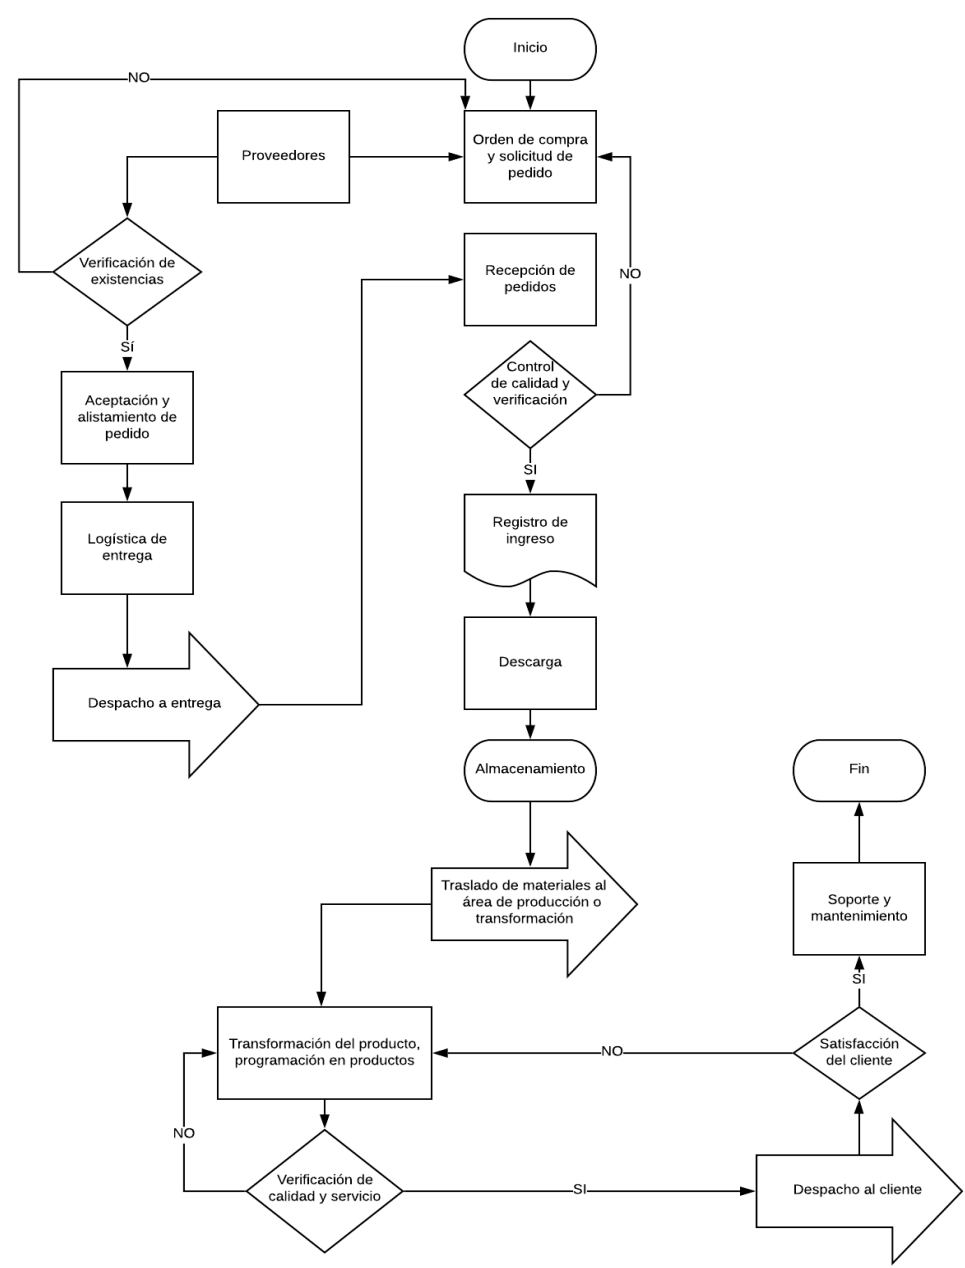 Inicio
NO
Proveedores
Orden de compra
y solicitud de
pedido
Verificación de
existencias
Recepción de
pedidos
NO
Sí
Control
de calidad y
verificación
Aceptación y
alistamiento de
pedido
SI
Registro de
ingreso
Logística de
entrega
Descarga
Despacho a entrega
Almacenamiento
Fin
Traslado de materiales al
área de producción o
transformación
Soporte y
mantenimiento
SI
Transformación del producto,
programación en productos
NO
Satisfacción
del cliente
NO
Verificación de
calidad y servicio
SI
Despacho al cliente